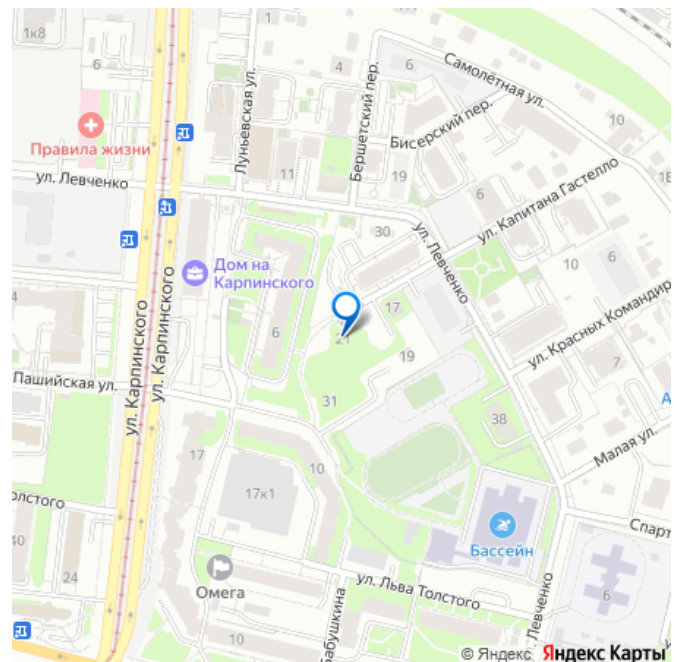 1к8
6
1
Луньевская ул.
4
Бершетский пер.
6
Самолётная ул.
10
Бисерский пер.
Правила жизни
ул. Левченко
11
19
6
30
ул. Капитана Гастелло
ул. Левченко
10
6
Дом на
Карпинского
ул. Карпинского
ул. Карпинского
4
6
21
17
19
31
ул. Красных Командир
7
Пашийская ул.
38
А
Малая ул.
17
10
17к1
олстого
40
24
Омега
Бассейн
Спарт
ул. Льва Толстого
Левченко
6
10
Бабушкина
© Яндекс Яндекс Карты